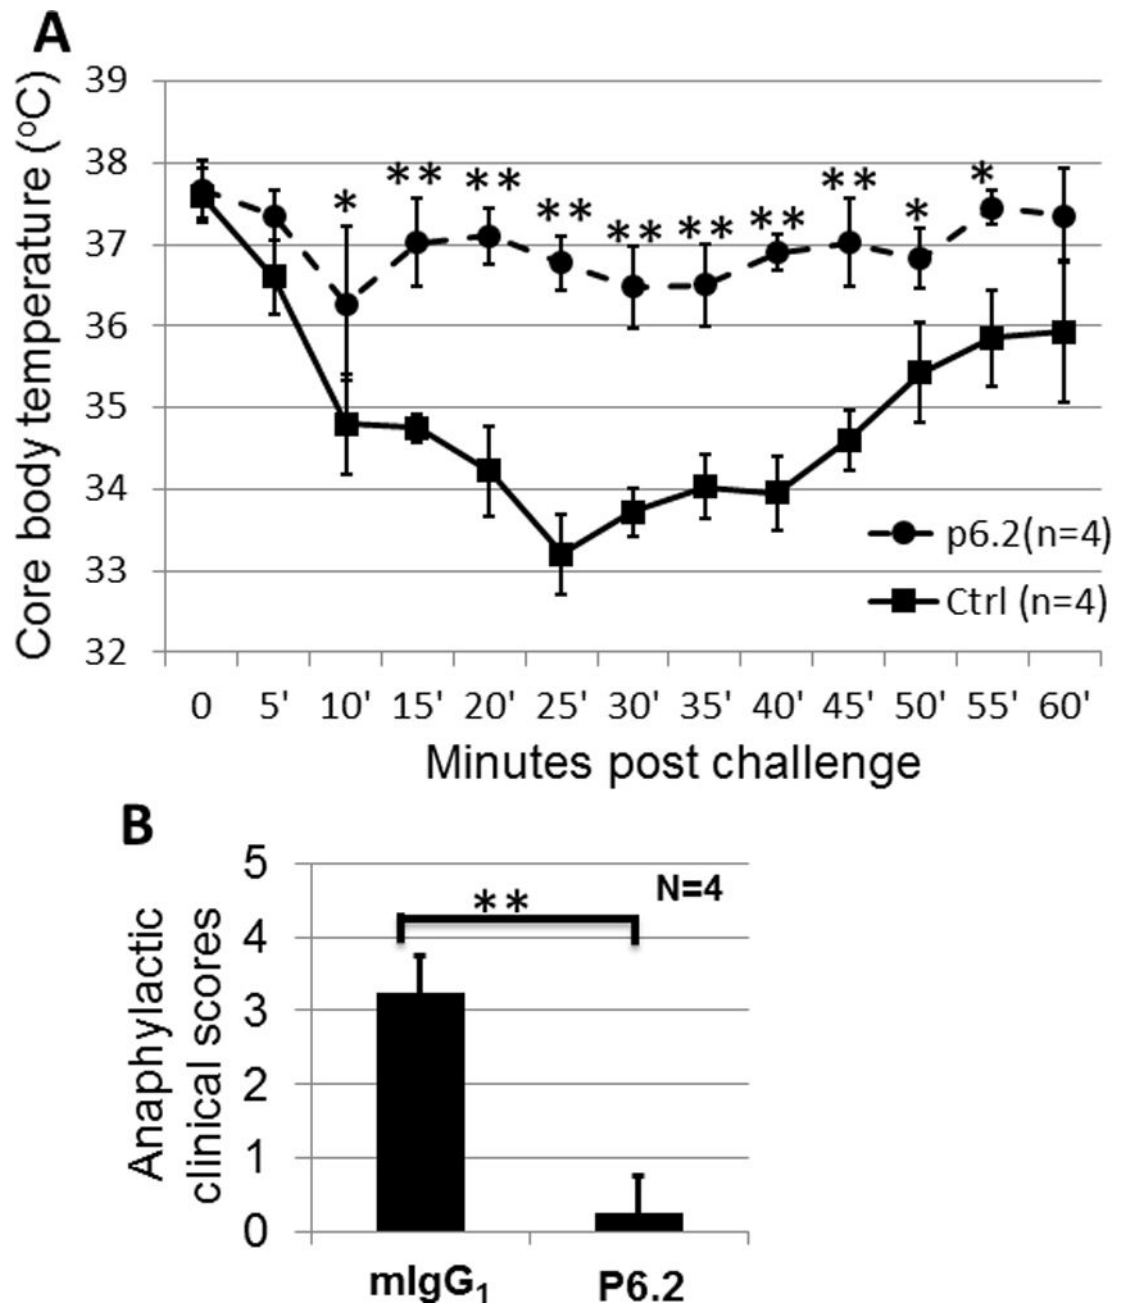 A
Core body temperature (°C)
39
38
37
36
35
34
33
32
*
**
**
**
**
**
**
**
*
*
p6.2(n=4)
Ctrl (n=4)
0 5' 10' 15' 20' 25' 30' 35' 40' 45' 50' 55' 60'
Minutes post challenge
B
Anaphylactic
clinical scores
5
4
3
2
1
0
**
N=4
mIgG₁ P6.2